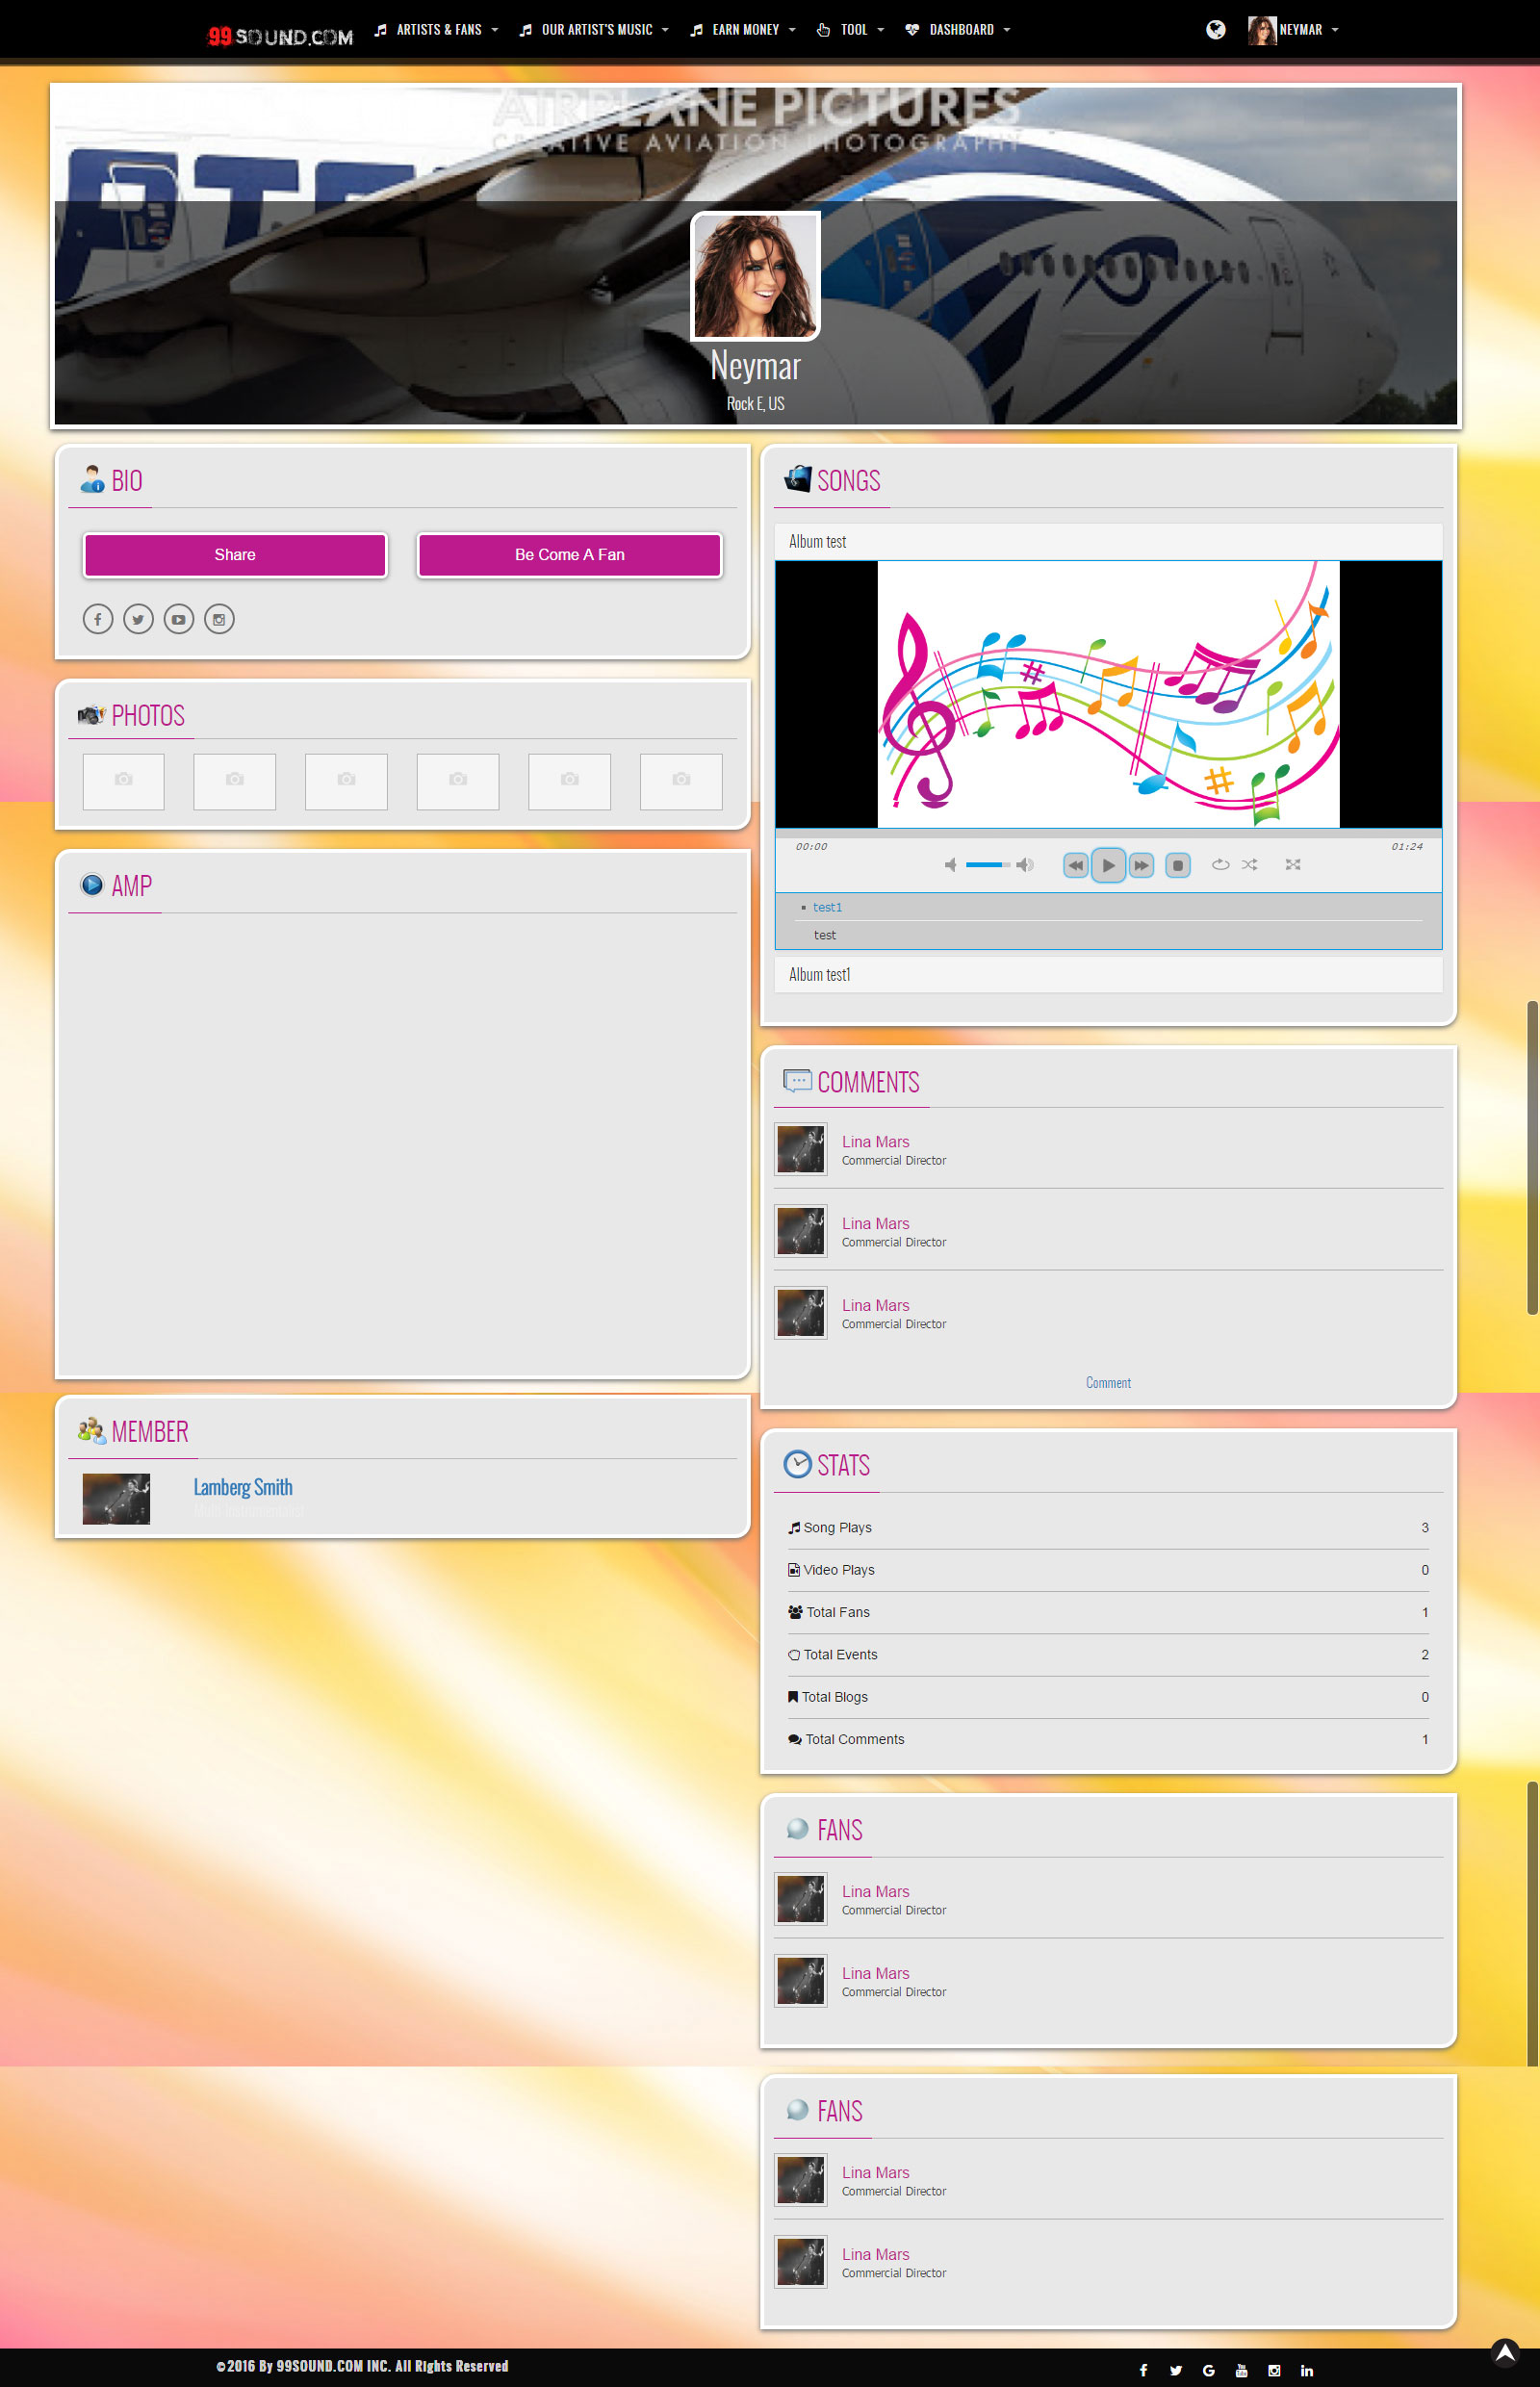 99SOUND.COM
ARTISTS & FANS
OUR ARTIST'S MUSIC
EARN MONEY
TOOL
DASHBOARD
NEYMAR
AIRPLANE PICTURES
CREATIVE AVIATION PHOTOGRAPHY
Neymar
Rock E, US
BIO
Share
Be Come A Fan
PHOTOS
AMP
MEMBER
Lamberg Smith
SONGS
Album test
00:00
01:24
test1
test
Album test1
COMMENTS
Lina Mars
Commercial Director
Lina Mars
Commercial Director
Lina Mars
Commercial Director
Comment
STATS
Song Plays 3
Video Plays 0
Total Fans 1
Total Events 2
Total Blogs 0
Total Comments 1
FANS
Lina Mars
Commercial Director
Lina Mars
Commercial Director
FANS
Lina Mars
Commercial Director
Lina Mars
Commercial Director
©2016 By 99SOUND.COM INC. All Rights Reserved